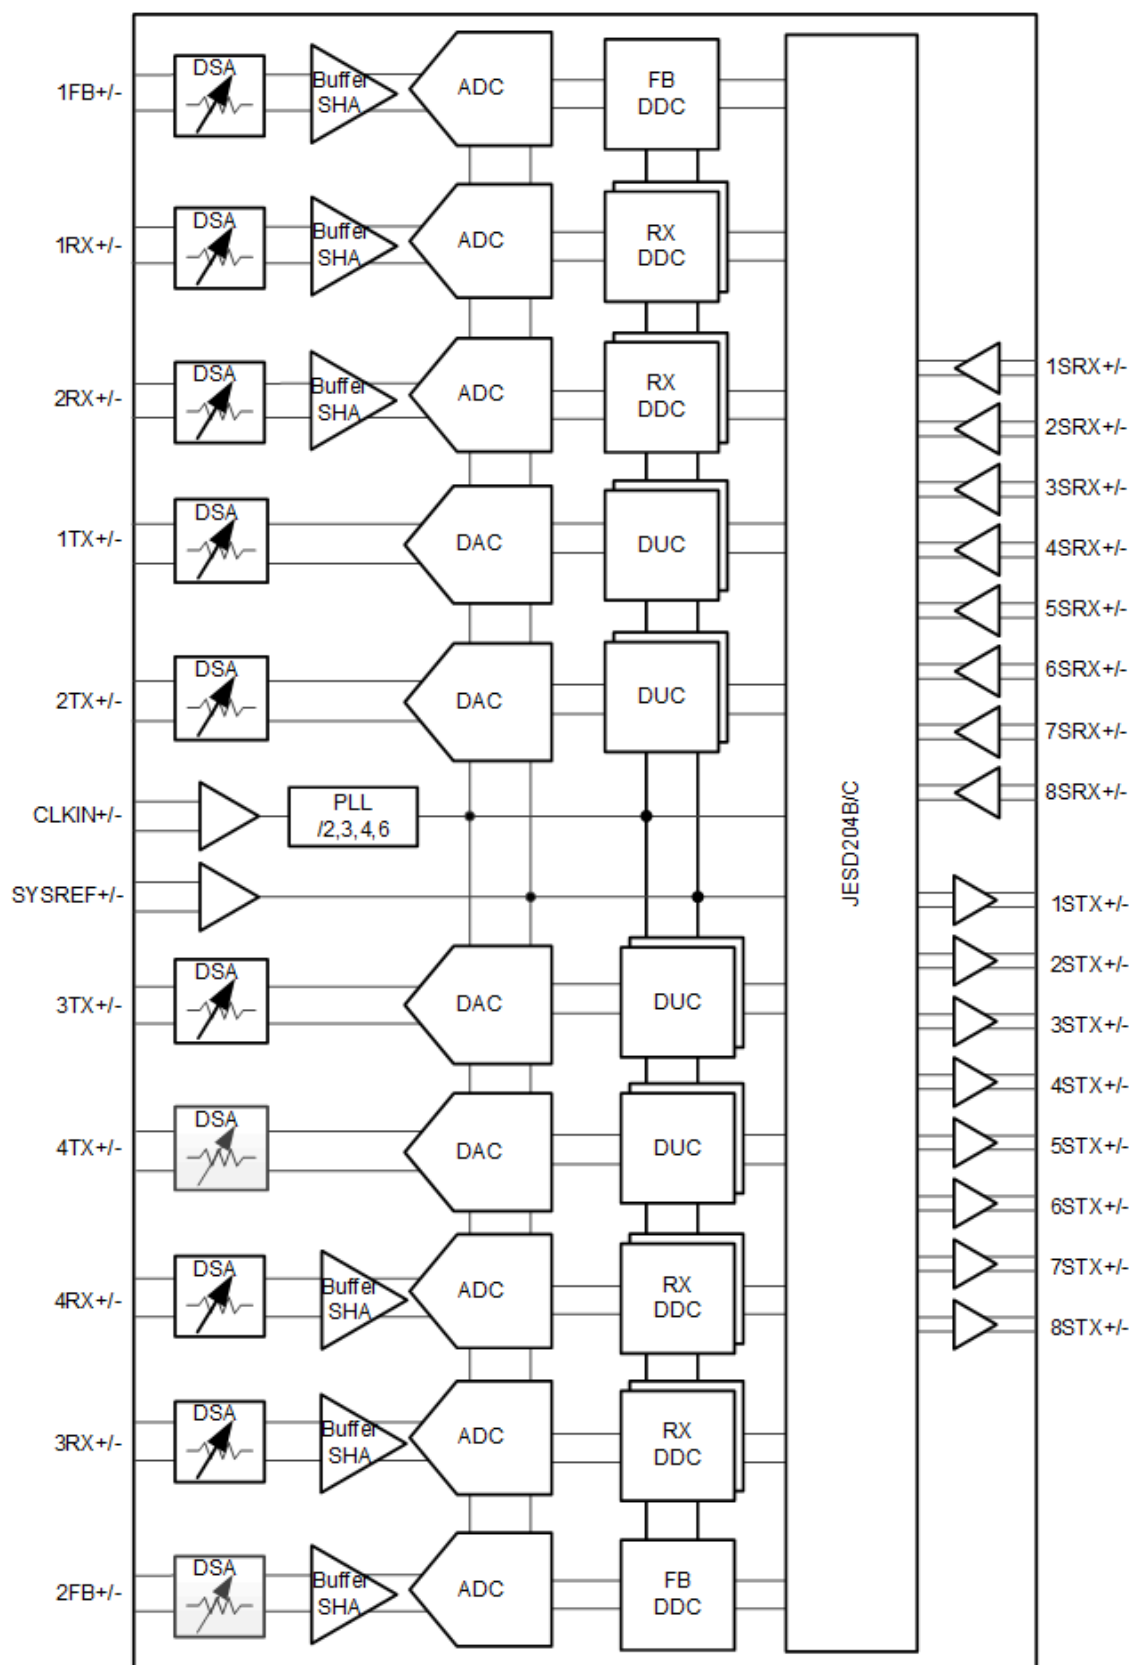 1FB+/-
DSA
Buffer
SHA
ADC
FB
DDC
1RX+/-
DSA
Buffer
SHA
ADC
RX
DDC
2RX+/-
DSA
Buffer
SHA
ADC
RX
DDC
1TX+/-
DSA
DAC
DUC
2TX+/-
DSA
DAC
DUC
CLKIN+/-
PLL
/2,3,4,6
SYSREF+/-
3TX+/-
DSA
DAC
DUC
4TX+/-
DSA
DAC
DUC
4RX+/-
DSA
Buffer
SHA
ADC
RX
DDC
3RX+/-
DSA
Buffer
SHA
ADC
RX
DDC
2FB+/-
DSA
Buffer
SHA
ADC
FB
DDC
JESD204B/C
1SRX+/-
2SRX+/-
3SRX+/-
4SRX+/-
5SRX+/-
6SRX+/-
7SRX+/-
8SRX+/-
1STX+/-
2STX+/-
3STX+/-
4STX+/-
5STX+/-
6STX+/-
7STX+/-
8STX+/-